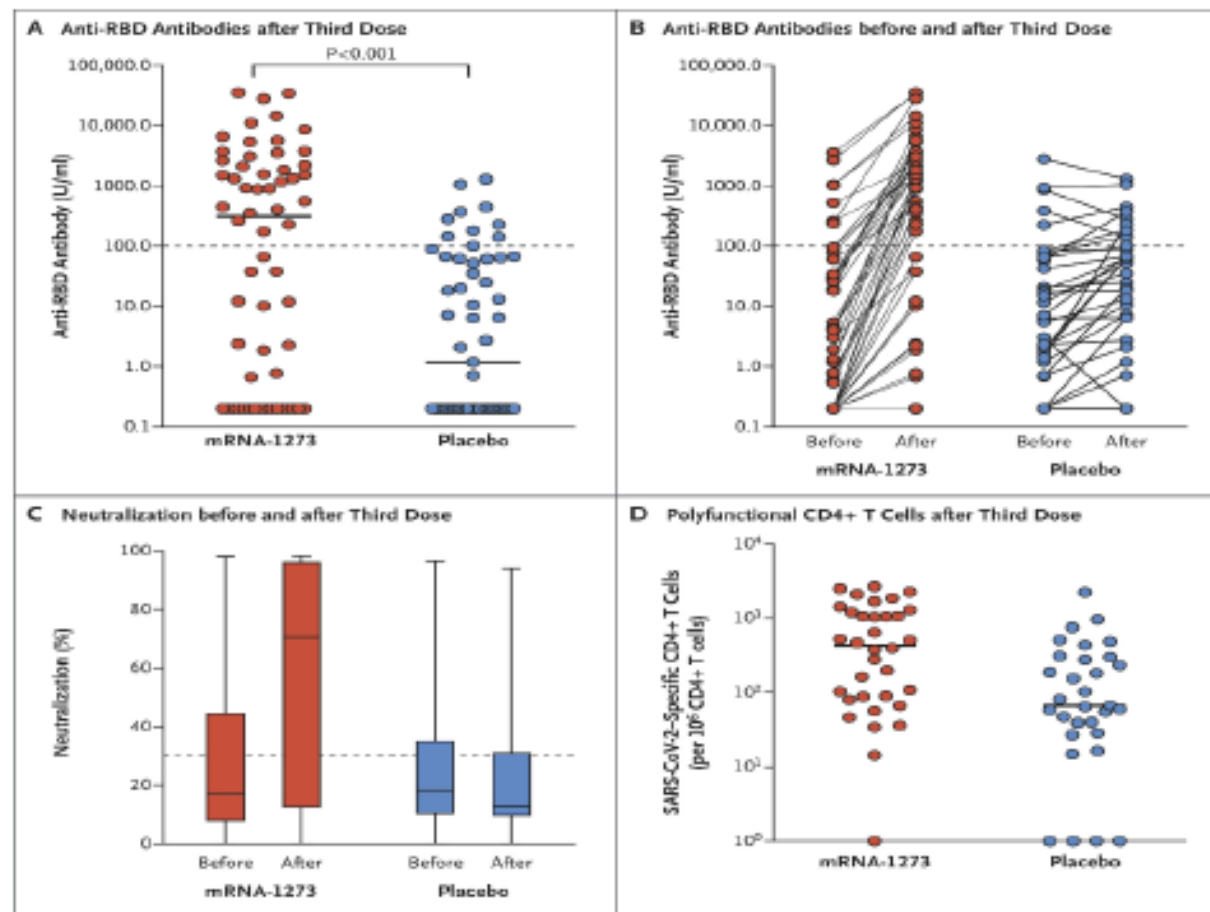 A Anti-RBD Antibodies after Third Dose
P<0.001
100,000.0
10,000.0
1000.0
100.0
10.0
1.0
0.1
Anti-RBD Antibody (U/ml)
mRNA-1273 Placebo
B Anti-RBD Antibodies before and after Third Dose
100,000.0
10,000.0
1000.0
100.0
10.0
1.0
0.1
Anti-RBD Antibody (U/ml)
Before After Before After
mRNA-1273 Placebo
C Neutralization before and after Third Dose
100
80
60
40
20
0
Neutralization (%)
Before After Before After
mRNA-1273 Placebo
D Polyfunctional CD4+ T Cells after Third Dose
10⁴
10³
10²
10¹
10⁰
SARS-CoV-2-Specific CD4+ T Cells
(per 10⁶ CD4+ T cells)
mRNA-1273 Placebo